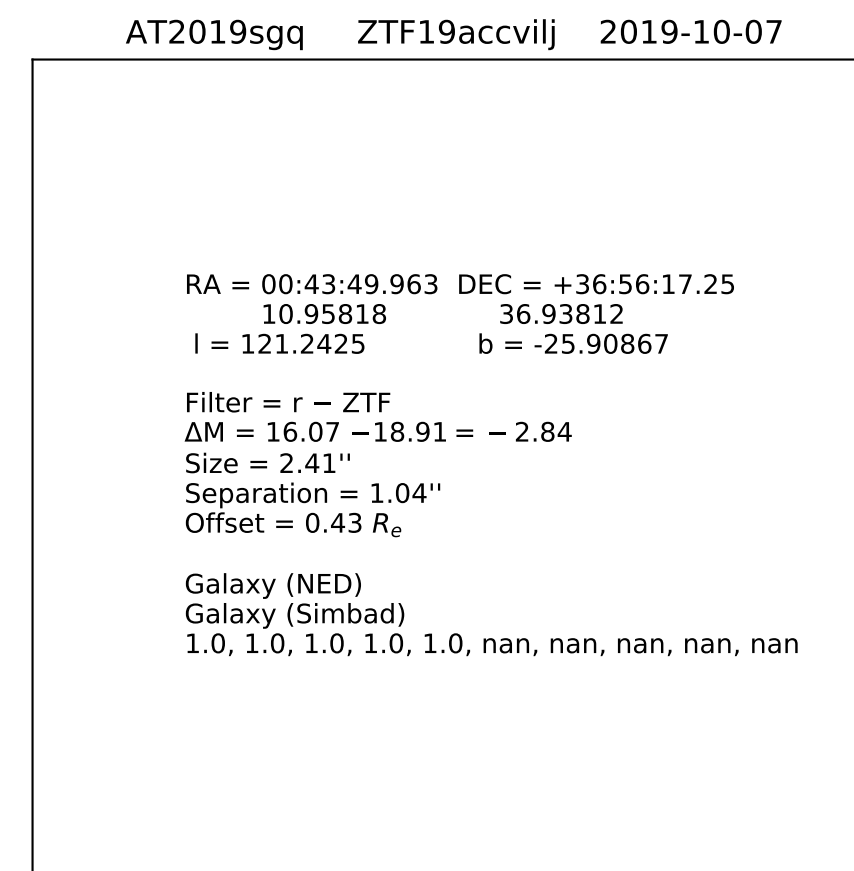 AT2019sgq ZTF19accvilj 2019-10-07
RA = 00:43:49.963 DEC = +36:56:17.25
10.95818 36.93812
l = 121.2425 b = -25.90867
Filter = r − ZTF
ΔM = 16.07 −18.91 = − 2.84
Size = 2.41''
Separation = 1.04''
Offset = 0.43 Rₑ
Galaxy (NED)
Galaxy (Simbad)
1.0, 1.0, 1.0, 1.0, 1.0, nan, nan, nan, nan, nan